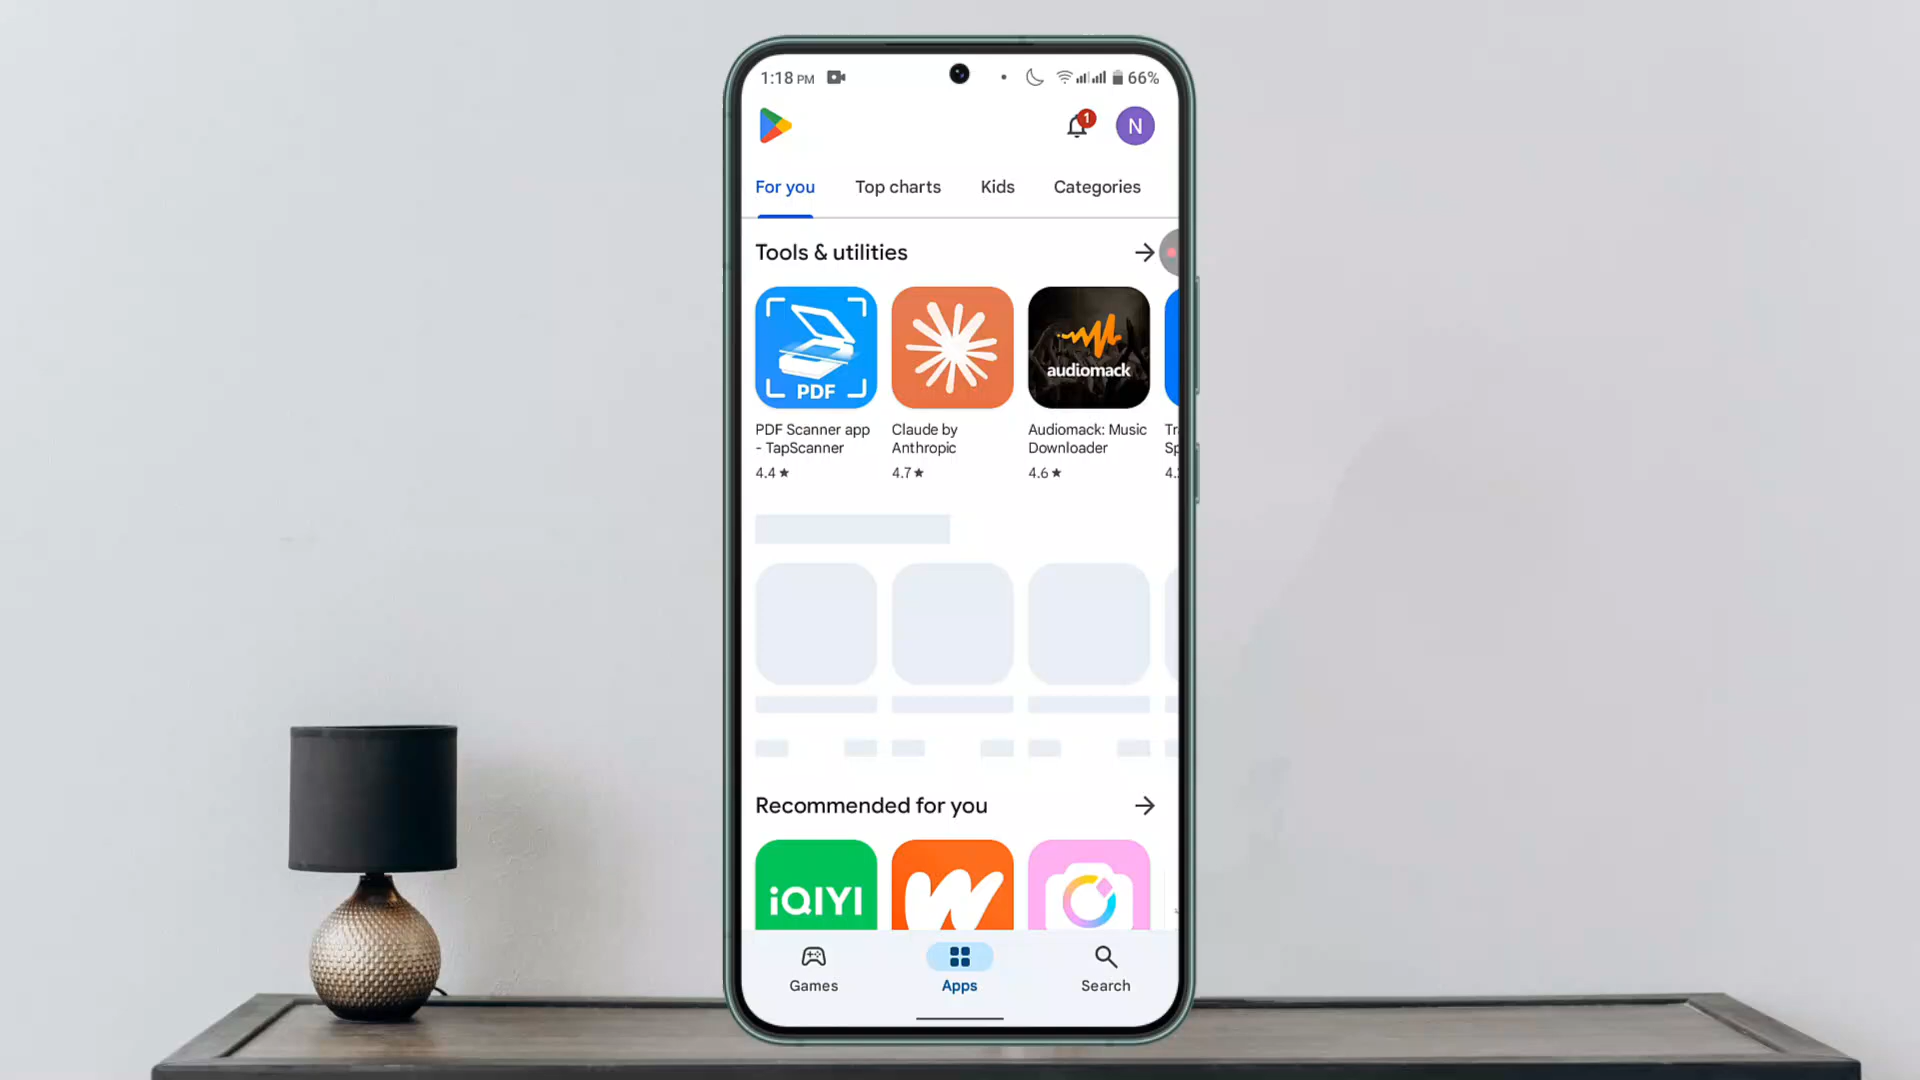 1:18 PM 66%
1 N
For you Top charts Kids Categories
Tools & utilities
PDF
audiomack
PDF Scanner app
- TapScanner
4.4 ★
Claude by
Anthropic
4.7 ★
Audiomack: Music
Downloader
4.6 ★
Recommended for you
iQIYI
Games Apps Search